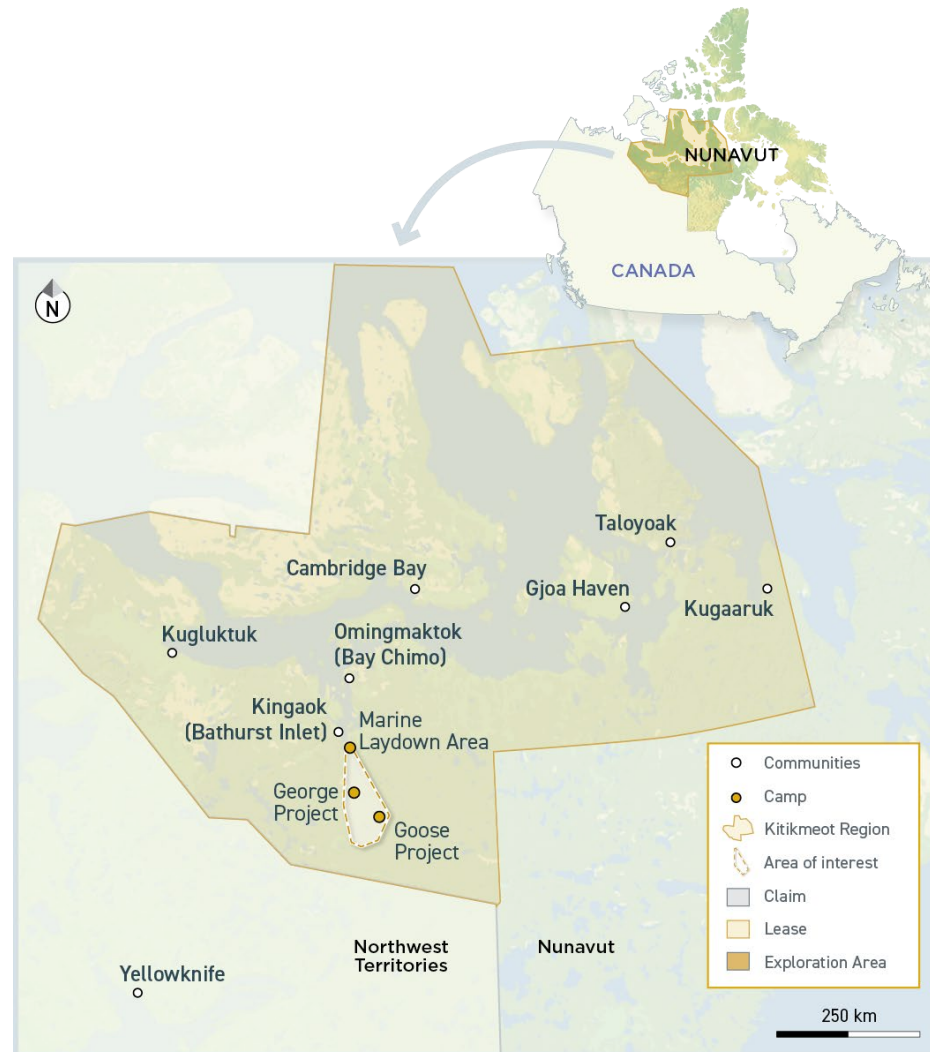 NUNAVUT
CANADA
N
Taloyoak
Cambridge Bay
Gjoa Haven
Kugaaruk
Kugluktuk
Omingmaktok
(Bay Chimo)
Kingaok
(Bathurst Inlet)
Marine
Laydown Area
George
Project
Goose
Project
Northwest
Territories
Nunavut
Yellowknife
Communities
Camp
Kitikmeot Region
Area of interest
Claim
Lease
Exploration Area
250 km